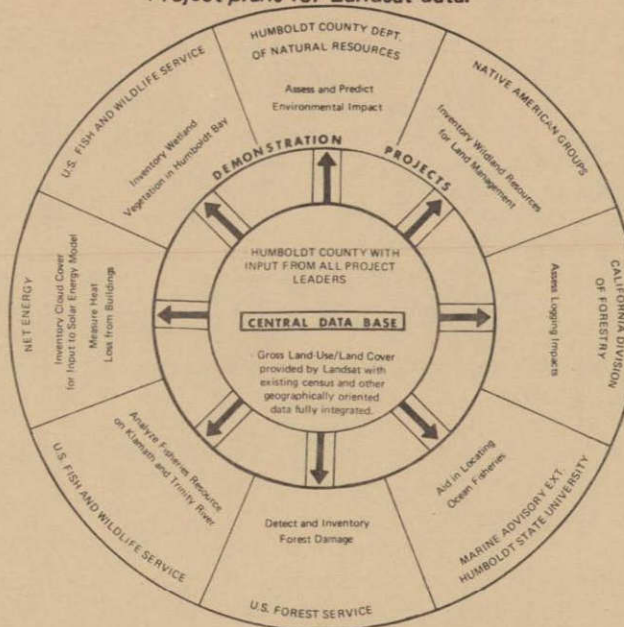 Project plans for Landsat data.
HUMBOLDT COUNTY DEPT.
OF NATURAL RESOURCES
Assess and Predict
Environmental Impact
NATIVE AMERICAN GROUPS
Inventory Wildland Resources
for Land Management
CALIFORNIA DIVISION
OF FORESTRY
Assess Logging Impacts
MARINE ADVISORY EXT.
HUMBOLDT STATE UNIVERSITY
Aid in Locating
Ocean Fisheries
U.S. FOREST SERVICE
Detect and Inventory
Forest Damage
U.S. FISH AND WILDLIFE SERVICE
Analyze Fisheries Resource
on Klamath and Trinity River
NET ENERGY
Inventory Cloud Cover
for Input to Solar Energy Model
Measure Heat
Loss from Buildings
U.S. FISH AND WILDLIFE SERVICE
Inventory Wetland
Vegetation in Humboldt Bay
DEMONSTRATION PROJECTS
HUMBOLDT COUNTY WITH
INPUT FROM ALL PROJECT
LEADERS
CENTRAL DATA BASE
Gross Land Use/Land Cover
provided by Landsat with
existing census and other
geographically oriented
data fully integrated.